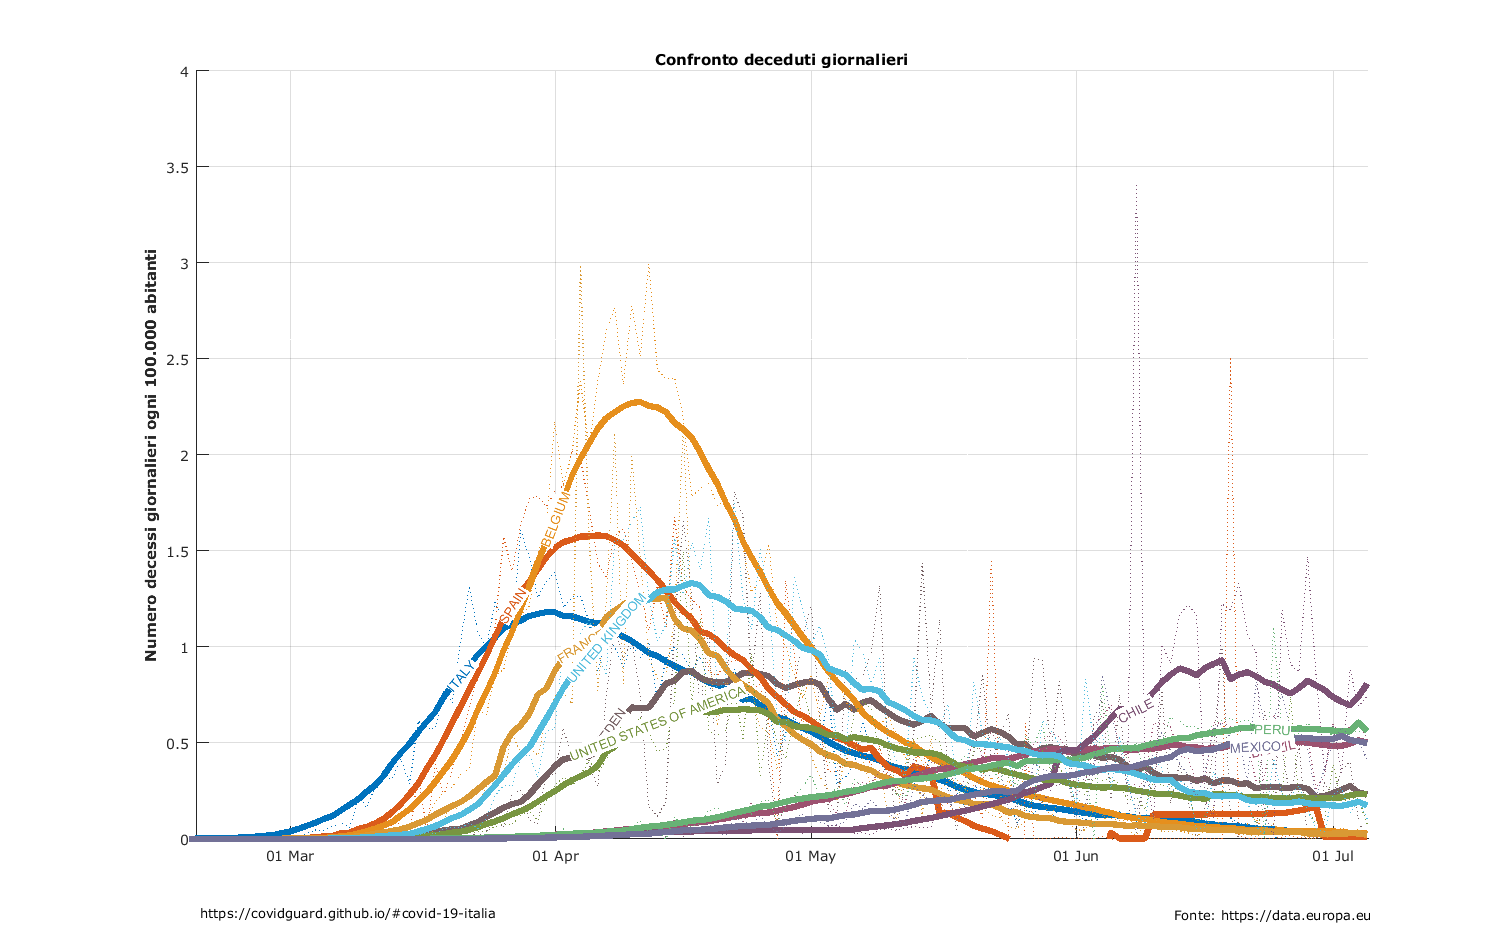 Confronto deceduti giornalieri
Numero decessi giornalieri ogni 100.000 abitanti
4
3.5
3
2.5
2
1.5
1
0.5
0
BELGIUM
SPAIN
ITALY
UNITED KINGDOM
UNITED STATES OF AMERICA
CHILE
PERU
MEXICO
01 Mar
01 Apr
01 May
01 Jun
01 Jul
https://covidguard.github.io/#covid-19-italia
Fonte: https://data.europa.eu